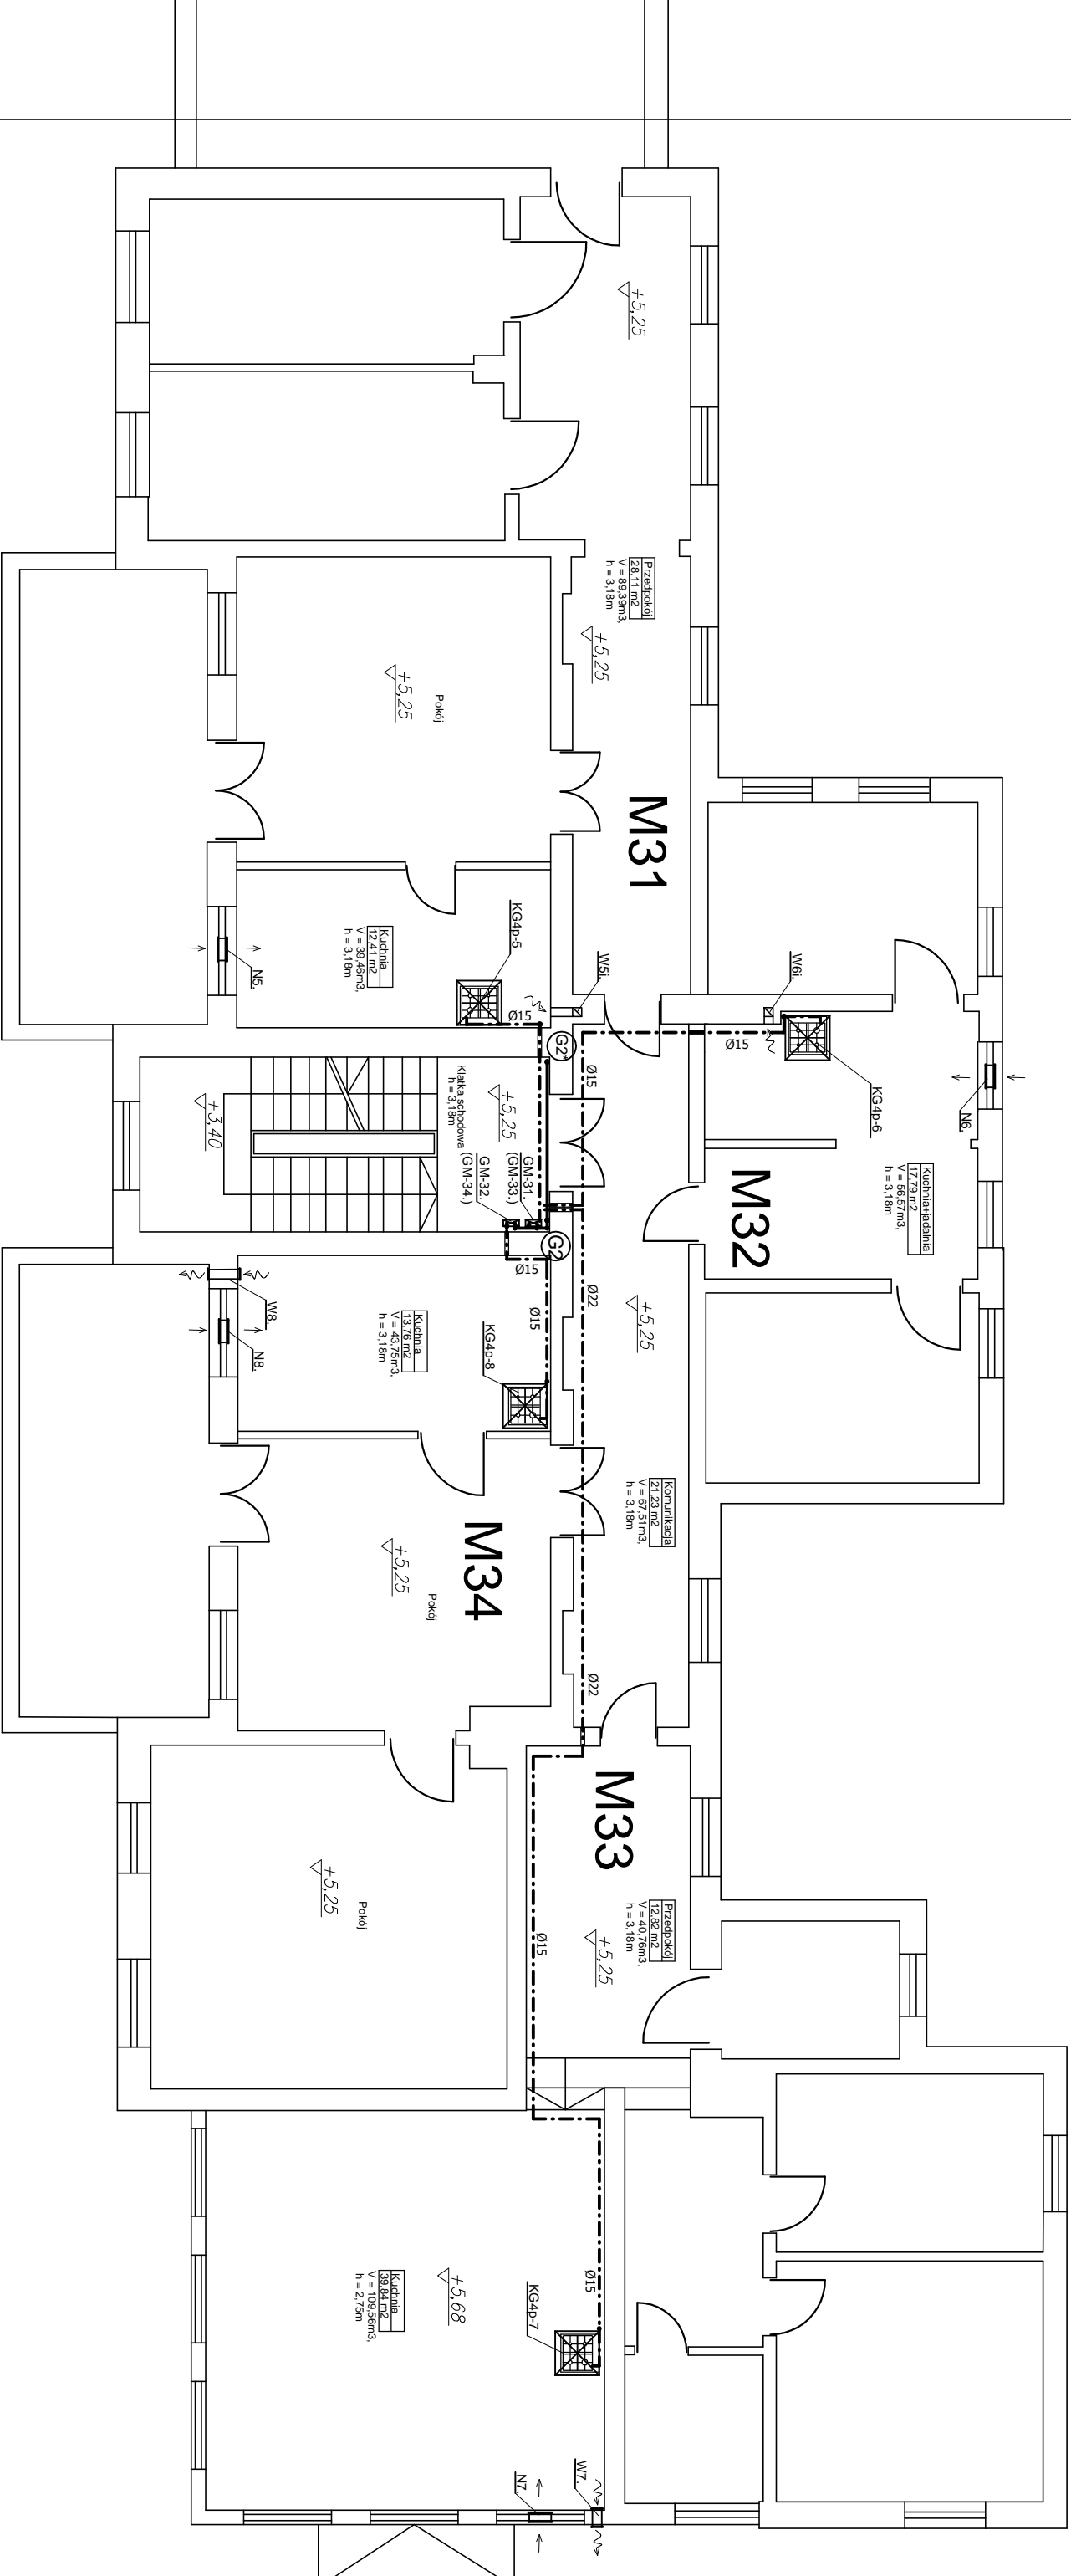 +5,25
Przedpokój
28,11 m2
V = 89,39m3,
h = 3,18m
+5,25
Pokój
+5,25
M31
KG4p-5
Kuchnia
12,41 m2
V = 39,46m3,
h = 3,18m
N5.
W5i.
W6i.
Ø15
G2'
Ø15
Ø15
KG4p-6
N6.
Klatka schodowa
h = 3,18m
+5,25
+3,40
GM-31.
(GM-33.)
GM-32.
(GM-34.)
M32
Kuchnia+jadalnia
17,79 m2
V = 56,57m3,
h = 3,18m
G2
Ø15
Ø15
Ø22
+5,25
W8.
N8.
Kuchnia
13,76 m2
V = 43,75m3,
h = 3,18m
KG4p-8
Komunikacja
21,23 m2
V = 67,51m3,
h = 3,18m
M34
+5,25
Pokój
Ø22
M33
Przedpokój
12,82 m2
V = 40,76m3,
h = 3,18m
+5,25
Pokój
+5,25
Ø15
Ø15
KG4p-7
+5,68
Kuchnia
39,84 m2
V = 109,56m3,
h = 2,75m
W7.
N7.